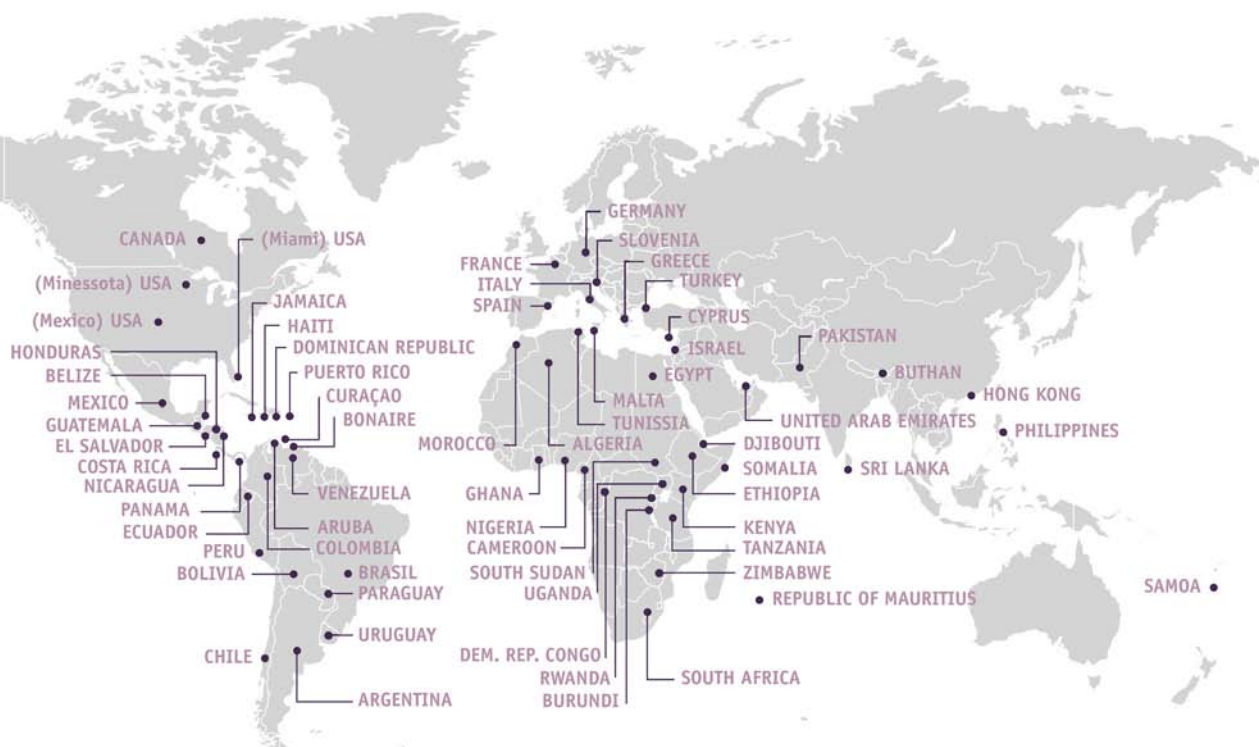 CANADA
(Miami) USA
(Minessota) USA
(Mexico) USA
JAMAICA
HAITI
HONDURAS
DOMINICAN REPUBLIC
BELIZE
PUERTO RICO
MEXICO
CURAÇAO
GUATEMALA
BONAIRE
EL SALVADOR
COSTA RICA
NICARAGUA
VENEZUELA
PANAMA
ECUADOR
ARUBA
PERU
COLOMBIA
BOLIVIA
BRASIL
PARAGUAY
URUGUAY
CHILE
ARGENTINA
GERMANY
SLOVENIA
FRANCE
GREECE
ITALY
TURKEY
SPAIN
CYPRUS
ISRAEL
PAKISTAN
EGYPT
BUTHAN
MALTA
HONG KONG
TUNISSIA
UNITED ARAB EMIRATES
PHILIPPINES
MOROCCO
ALGERIA
DJIBOUTI
SOMALIA
SRI LANKA
GHANA
ETHIOPIA
NIGERIA
KENYA
CAMEROON
TANZANIA
SOUTH SUDAN
ZIMBABWE
UGANDA
REPUBLIC OF MAURITIUS
SAMOA
DEM. REP. CONGO
RWANDA
SOUTH AFRICA
BURUNDI